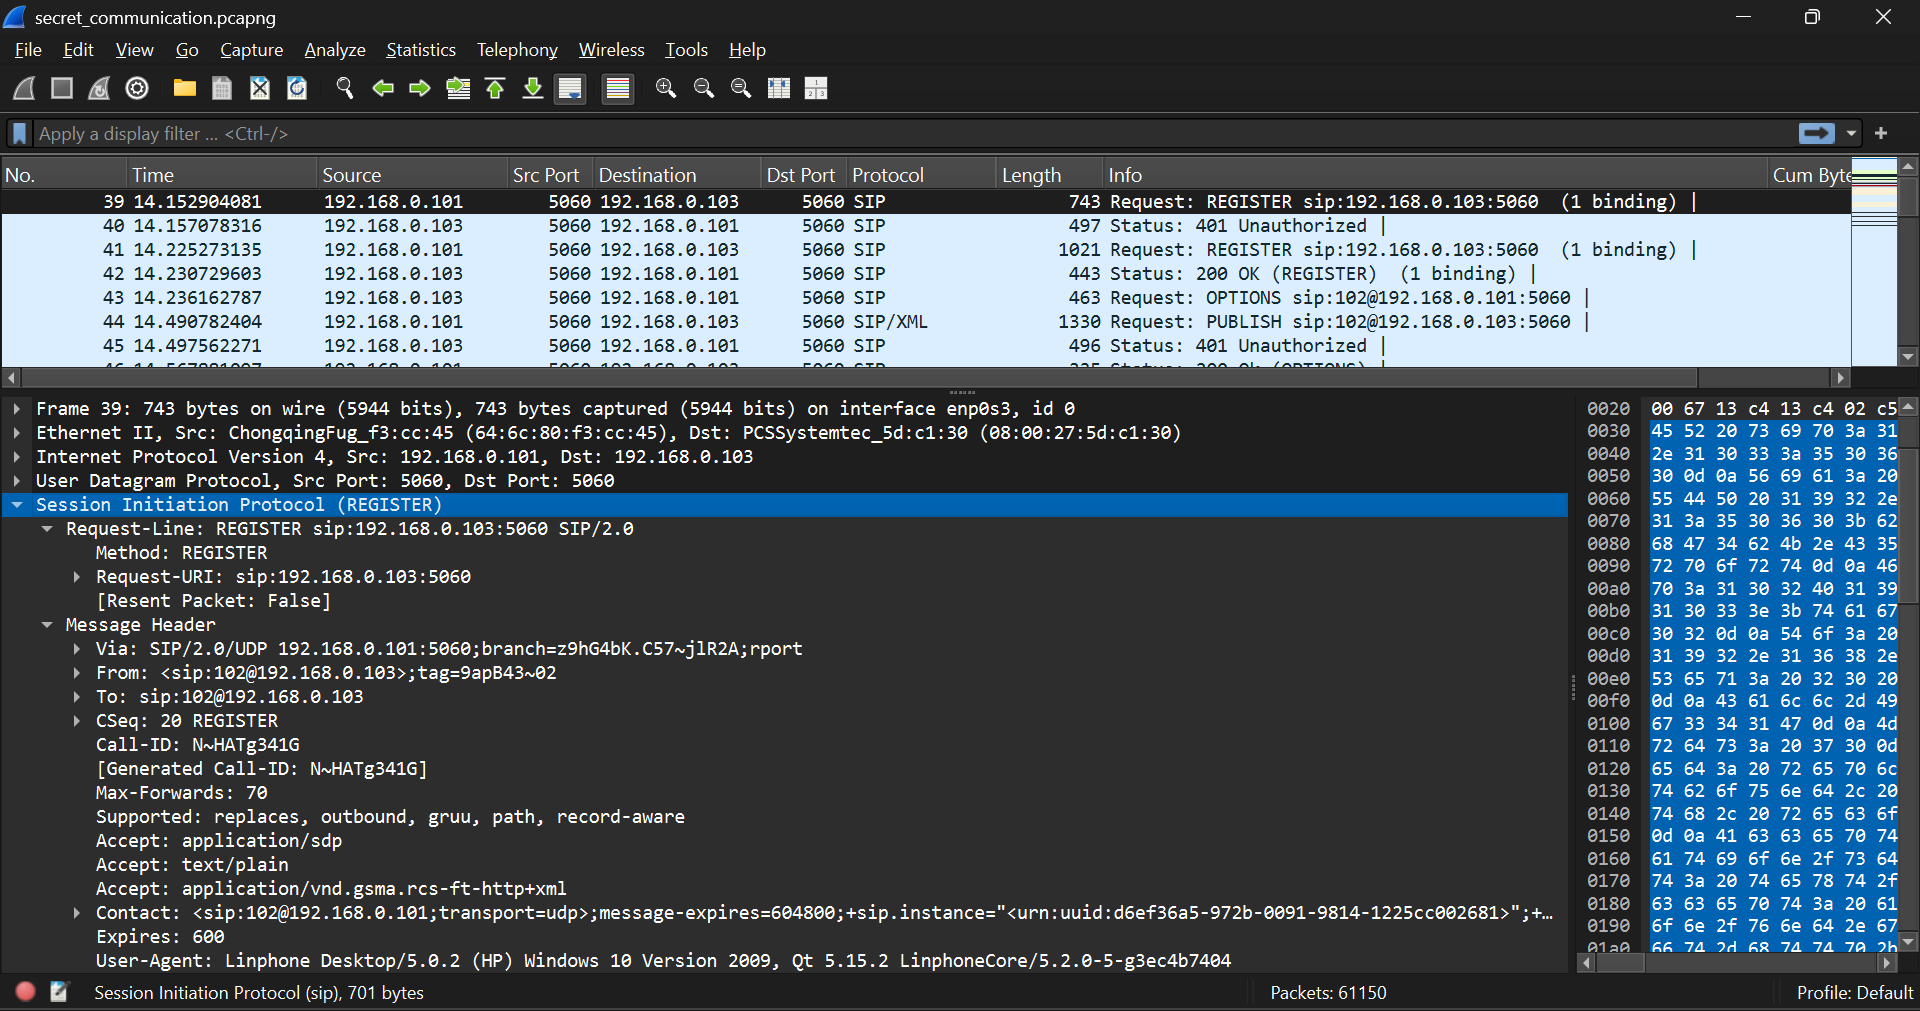 secret_communication.pcapng
File Edit View Go Capture Analyze Statistics Telephony Wireless Tools Help
Apply a display filter ... <Ctrl-/>
No. Time Source Src Port Destination Dst Port Protocol Length Info Cum Byte
39 14.152904081 192.168.0.101 5060 192.168.0.103 5060 SIP 743 Request: REGISTER sip:192.168.0.103:5060 (1 binding) |
40 14.157078316 192.168.0.103 5060 192.168.0.101 5060 SIP 497 Status: 401 Unauthorized |
41 14.225273135 192.168.0.101 5060 192.168.0.103 5060 SIP 1021 Request: REGISTER sip:192.168.0.103:5060 (1 binding) |
42 14.230729603 192.168.0.103 5060 192.168.0.101 5060 SIP 443 Status: 200 OK (REGISTER) (1 binding) |
43 14.236162787 192.168.0.103 5060 192.168.0.101 5060 SIP 463 Request: OPTIONS sip:102@192.168.0.101:5060 |
44 14.490782404 192.168.0.101 5060 192.168.0.103 5060 SIP/XML 1330 Request: PUBLISH sip:102@192.168.0.103:5060 |
45 14.497562271 192.168.0.103 5060 192.168.0.101 5060 SIP 496 Status: 401 Unauthorized |
Frame 39: 743 bytes on wire (5944 bits), 743 bytes captured (5944 bits) on interface enp0s3, id 0
Ethernet II, Src: ChongqingFug_f3:cc:45 (64:6c:80:f3:cc:45), Dst: PCSSystemtec_5d:c1:30 (08:00:27:5d:c1:30)
Internet Protocol Version 4, Src: 192.168.0.101, Dst: 192.168.0.103
User Datagram Protocol, Src Port: 5060, Dst Port: 5060
Session Initiation Protocol (REGISTER)
Request-Line: REGISTER sip:192.168.0.103:5060 SIP/2.0
Method: REGISTER
Request-URI: sip:192.168.0.103:5060
[Resent Packet: False]
Message Header
Via: SIP/2.0/UDP 192.168.0.101:5060;branch=z9hG4bK.C57~jlR2A;rport
From: <sip:102@192.168.0.103>;tag=9apB43~02
To: sip:102@192.168.0.103
CSeq: 20 REGISTER
Call-ID: N~HATg341G
[Generated Call-ID: N~HATg341G]
Max-Forwards: 70
Supported: replaces, outbound, gruu, path, record-aware
Accept: application/sdp
Accept: text/plain
Accept: application/vnd.gsma.rcs-ft-http+xml
Contact: <sip:102@192.168.0.101;transport=udp>;message-expires=604800;+sip.instance="<urn:uuid:d6ef36a5-972b-0091-9814-1225cc002681>";+…
Expires: 600
User-Agent: Linphone Desktop/5.0.2 (HP) Windows 10 Version 2009, Qt 5.15.2 LinphoneCore/5.2.0-5-g3ec4b7404
0020 00 67 13 c4 13 c4 02 c5
0030 45 52 20 73 69 70 3a 31
0040 2e 31 30 33 3a 35 30 36
0050 30 0d 0a 56 69 61 3a 20
0060 55 44 50 20 31 39 32 2e
0070 31 3a 35 30 36 30 3b 62
0080 68 47 34 62 4b 2e 43 35
0090 72 70 6f 72 74 0d 0a 46
00a0 70 3a 31 30 32 40 31 39
00b0 31 30 33 3e 3b 74 61 67
00c0 30 32 0d 0a 54 6f 3a 20
00d0 31 39 32 2e 31 36 38 2e
00e0 53 65 71 3a 20 32 30 20
00f0 0d 0a 43 61 6c 6c 2d 49
0100 67 33 34 31 47 0d 0a 4d
0110 72 64 73 3a 20 37 30 0d
0120 65 64 3a 20 72 65 70 6c
0130 74 62 6f 75 6e 64 2c 20
0140 74 68 2c 20 72 65 63 6f
0150 0d 0a 41 63 63 65 70 74
0160 61 74 69 6f 6e 2f 73 64
0170 74 3a 20 74 65 78 74 2f
0180 63 63 65 70 74 3a 20 61
0190 6f 6e 2f 76 6e 64 2e 67
01a0 66 74 2d 68 74 74 70 2b
Session Initiation Protocol (sip), 701 bytes
Packets: 61150
Profile: Default